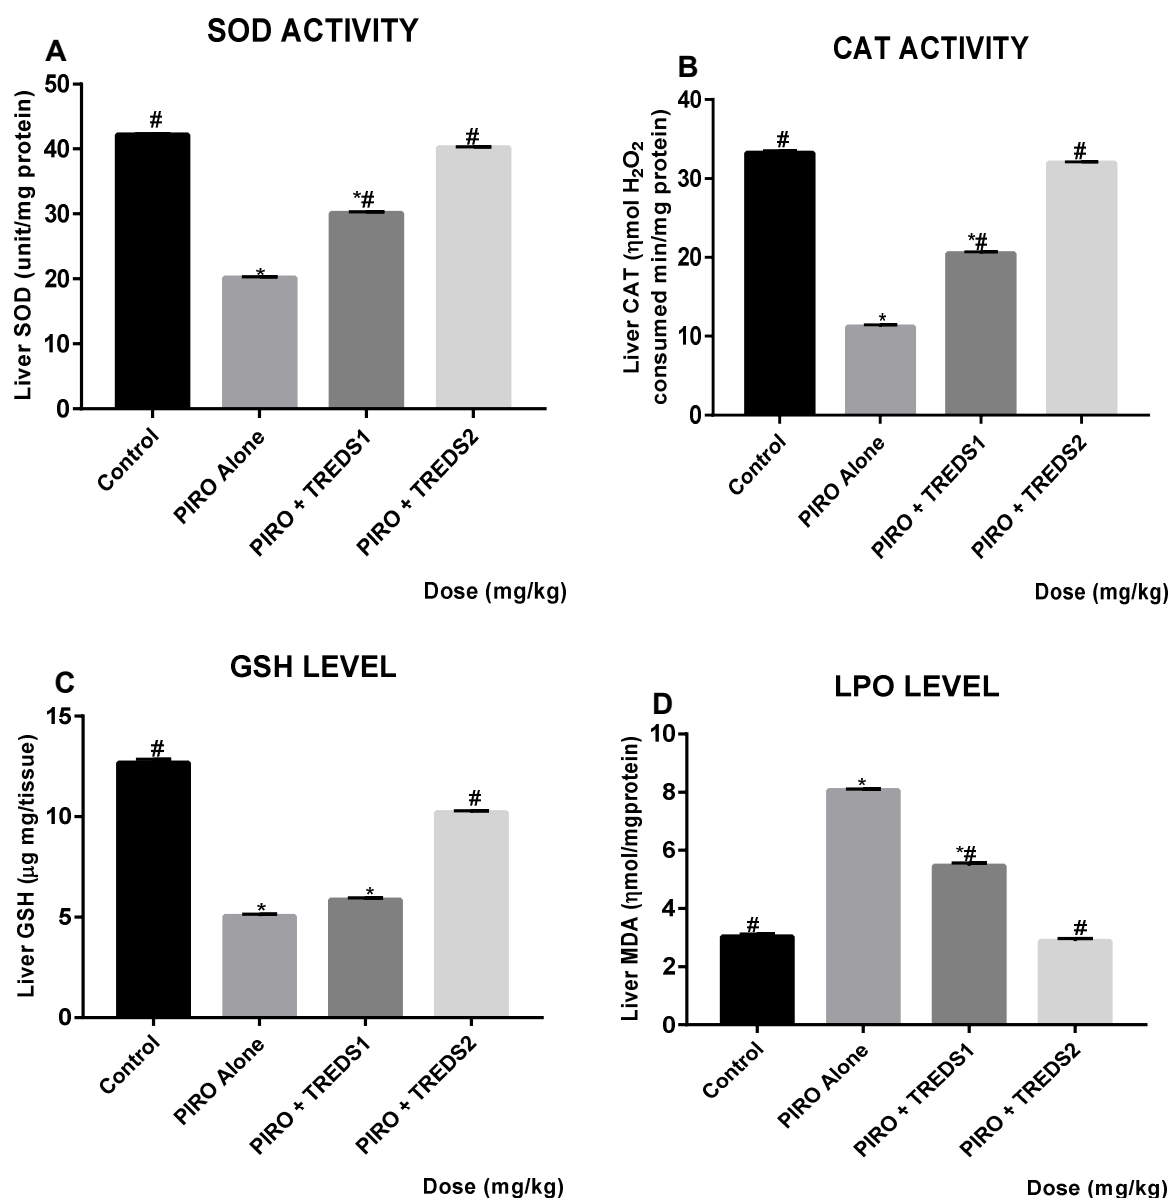 A
SOD ACTIVITY
Liver SOD (unit/mg protein)
50
40
30
20
10
0
#
*
*#
#
Control
PIRO Alone
PIRO + TREDS1
PIRO + TREDS2
Dose (mg/kg)
B
CAT ACTIVITY
Liver CAT (ηmol H₂O₂
consumed min/mg protein)
40
30
20
10
0
#
*
*#
#
Control
PIRO Alone
PIRO + TREDS1
PIRO + TREDS2
Dose (mg/kg)
C
GSH LEVEL
Liver GSH (μg mg/tissue)
15
10
5
0
#
*
*
#
Control
PIRO Alone
PIRO + TREDS1
PIRO + TREDS2
Dose (mg/kg)
D
LPO LEVEL
Liver MDA (ηmol/mgprotein)
10
8
6
4
2
0
#
*
*#
#
Control
PIRO Alone
PIRO + TREDS1
PIRO + TREDS2
Dose (mg/kg)